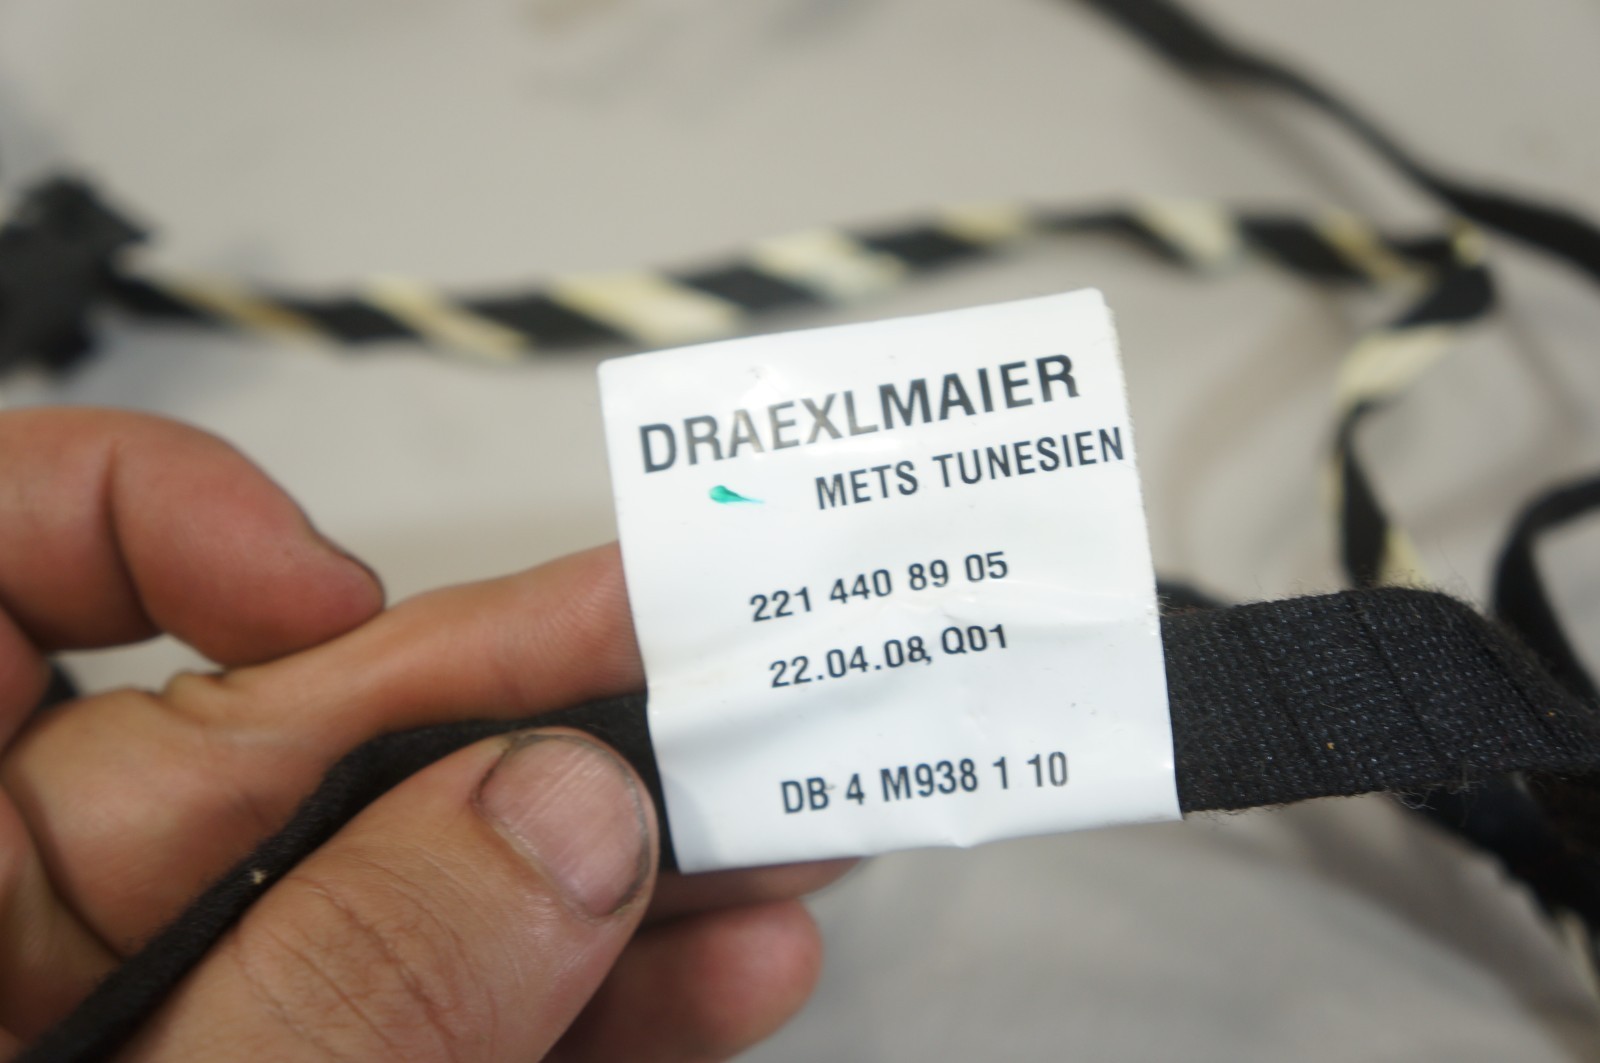 DRAEXLMAIER
METS TUNESIEN
221 440 89 05
22.04.08, Q01
DB 4 M938 1 10